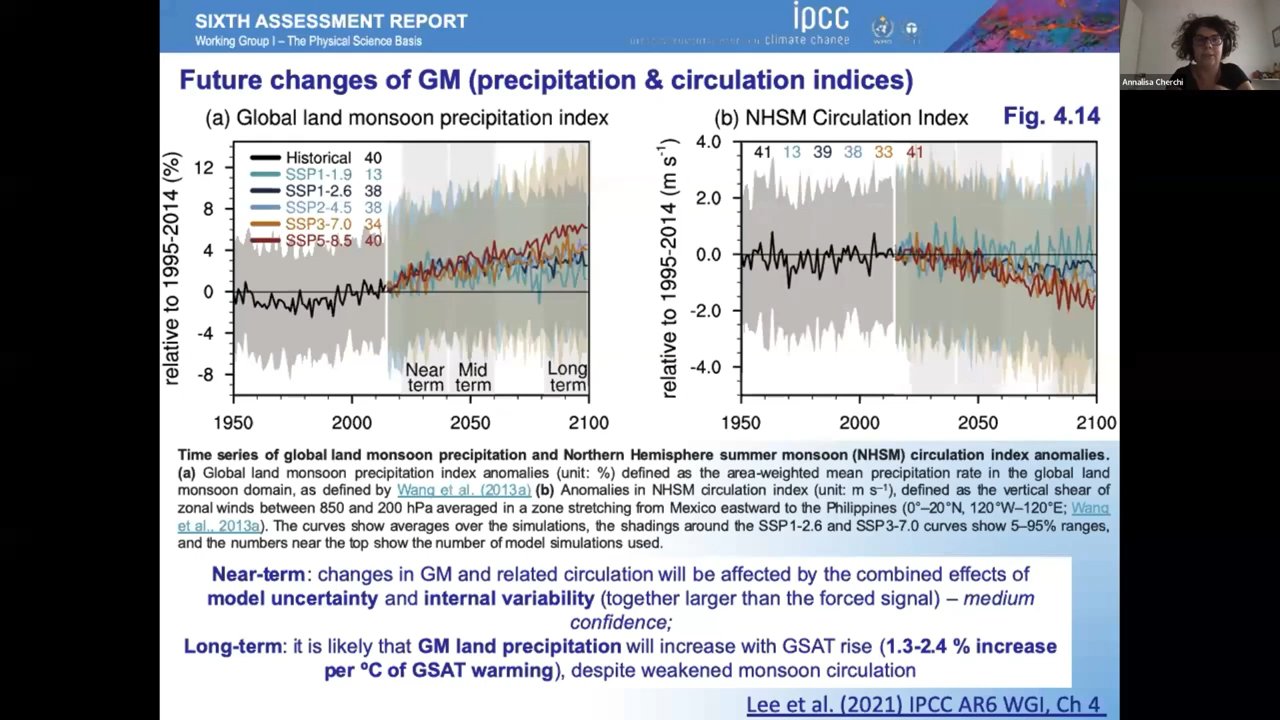 SIXTH ASSESSMENT REPORT
Working Group I – The Physical Science Basis
ipcc
climate change
Annalisa Cherchi
Future changes of GM (precipitation & circulation indices)
(a) Global land monsoon precipitation index
(b) NHSM Circulation Index
Fig. 4.14
relative to 1995-2014 (%)
12
8
4
0
-4
-8
Historical 40
SSP1-1.9 13
SSP1-2.6 38
SSP2-4.5 38
SSP3-7.0 34
SSP5-8.5 40
Near term
Mid term
Long term
1950 2000 2050 2100
relative to 1995-2014 (m s⁻¹)
4.0
2.0
0.0
-2.0
-4.0
41 13 39 38 33 41
1950 2000 2050 2100
Time series of global land monsoon precipitation and Northern Hemisphere summer monsoon (NHSM) circulation index anomalies.
(a) Global land monsoon precipitation index anomalies (unit: %) defined as the area-weighted mean precipitation rate in the global land
monsoon domain, as defined by Wang et al. (2013a) (b) Anomalies in NHSM circulation index (unit: m s⁻¹), defined as the vertical shear of
zonal winds between 850 and 200 hPa averaged in a zone stretching from Mexico eastward to the Philippines (0°–20°N, 120°W–120°E; Wang
et al., 2013a). The curves show averages over the simulations, the shadings around the SSP1-2.6 and SSP3-7.0 curves show 5–95% ranges,
and the numbers near the top show the number of model simulations used.
Near-term: changes in GM and related circulation will be affected by the combined effects of
model uncertainty and internal variability (together larger than the forced signal) – medium
confidence;
Long-term: it is likely that GM land precipitation will increase with GSAT rise (1.3-2.4 % increase
per ºC of GSAT warming), despite weakened monsoon circulation
Lee et al. (2021) IPCC AR6 WGI, Ch 4